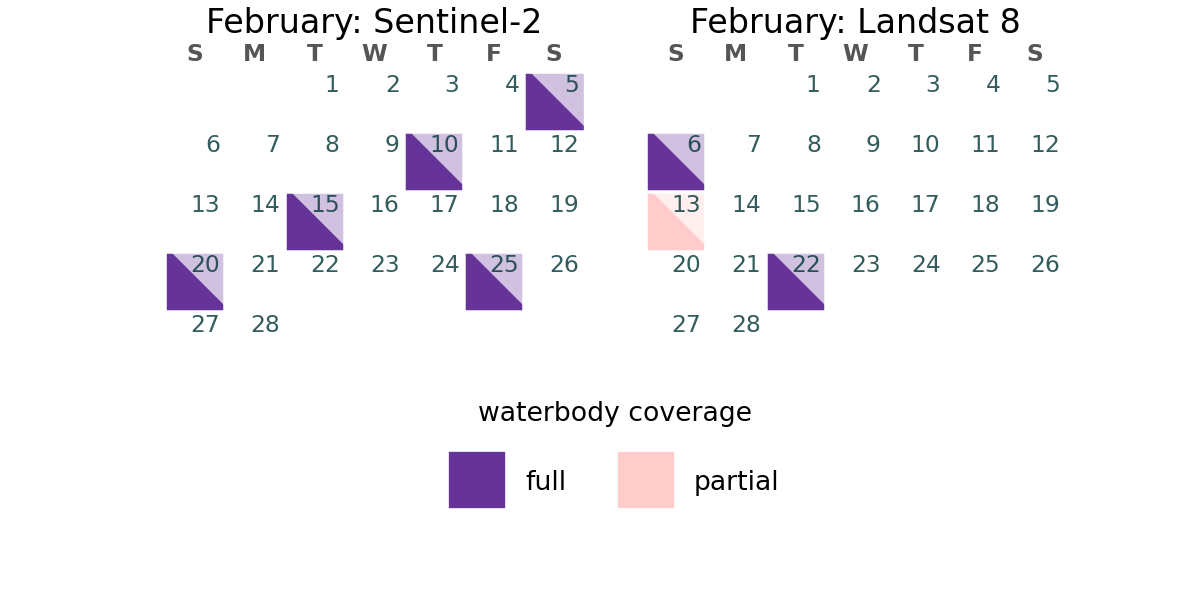 February: Sentinel-2
S M T W T F S
1 2 3 4 5
6 7 8 9 10 11 12
13 14 15 16 17 18 19
20 21 22 23 24 25 26
27 28
February: Landsat 8
S M T W T F S
1 2 3 4 5
6 7 8 9 10 11 12
13 14 15 16 17 18 19
20 21 22 23 24 25 26
27 28
waterbody coverage
full
partial